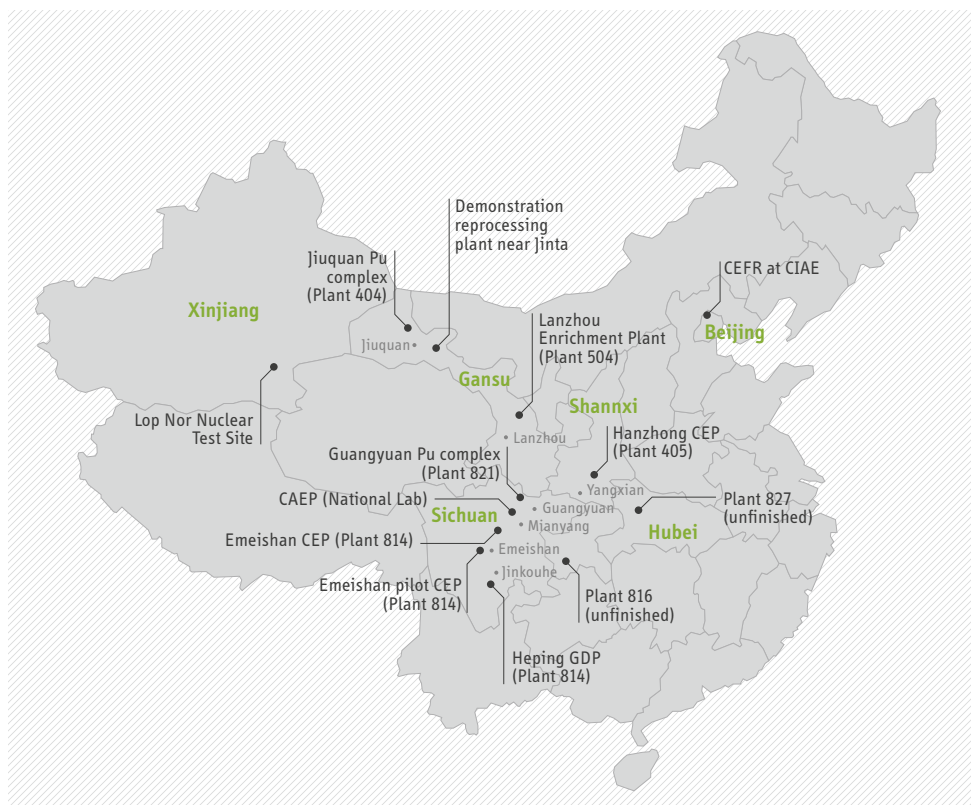 Demonstration
reprocessing
plant near Jinta
Jiuquan Pu
complex
(Plant 404)
CEFR at CIAE
Xinjiang
Lanzhou
Enrichment Plant
(Plant 504)
Beijing
Jiuquan
Gansu
Shannxi
Lop Nor Nuclear
Test Site
Hanzhong CEP
(Plant 405)
Lanzhou
Guangyuan Pu complex
(Plant 821)
Yangxian
CAEP (National Lab)
Plant 827
(unfinished)
Guangyuan
Sichuan
Mianyang
Hubei
Emeishan CEP (Plant 814)
Emeishan
Jinkouhe
Emeishan pilot CEP
(Plant 814)
Plant 816
(unfinished)
Heping GDP
(Plant 814)